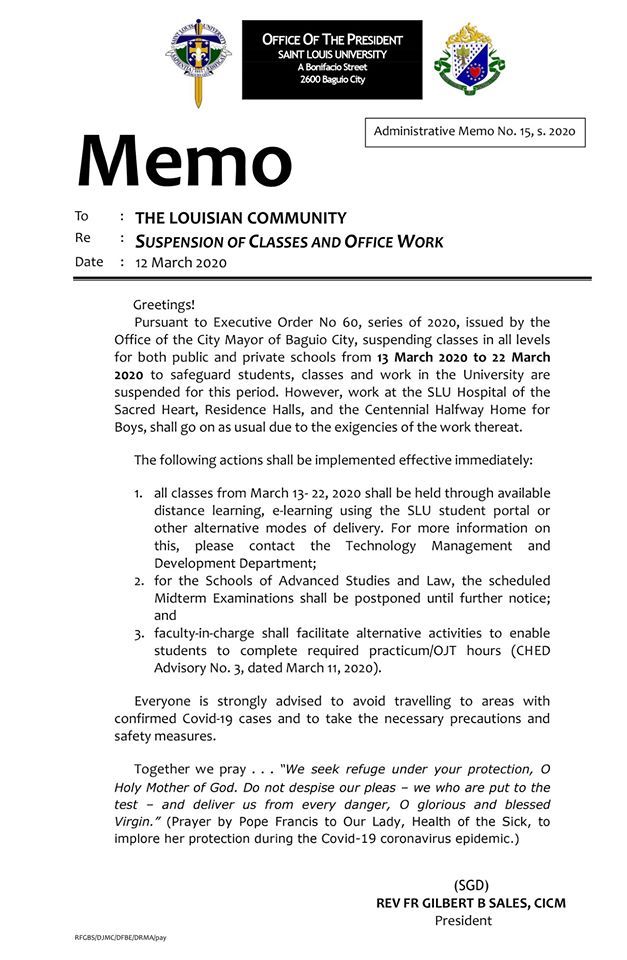 OFFICE OF THE PRESIDENT
SAINT LOUIS UNIVERSITY
A Bonifacio Street
2600 Baguio City
Administrative Memo No. 15, s. 2020
Memo
To : THE LOUISIAN COMMUNITY
Re : SUSPENSION OF CLASSES AND OFFICE WORK
Date : 12 March 2020
Greetings!
Pursuant to Executive Order No 60, series of 2020, issued by the
Office of the City Mayor of Baguio City, suspending classes in all levels
for both public and private schools from 13 March 2020 to 22 March
2020 to safeguard students, classes and work in the University are
suspended for this period. However, work at the SLU Hospital of the
Sacred Heart, Residence Halls, and the Centennial Halfway Home for
Boys, shall go on as usual due to the exigencies of the work thereat.
The following actions shall be implemented effective immediately:
1. all classes from March 13- 22, 2020 shall be held through available
distance learning, e-learning using the SLU student portal or
other alternative modes of delivery. For more information on
this, please contact the Technology Management and
Development Department;
2. for the Schools of Advanced Studies and Law, the scheduled
Midterm Examinations shall be postponed until further notice;
and
3. faculty-in-charge shall facilitate alternative activities to enable
students to complete required practicum/OJT hours (CHED
Advisory No. 3, dated March 11, 2020).
Everyone is strongly advised to avoid travelling to areas with
confirmed Covid-19 cases and to take the necessary precautions and
safety measures.
Together we pray . . . "We seek refuge under your protection, O
Holy Mother of God. Do not despise our pleas – we who are put to the
test – and deliver us from every danger, O glorious and blessed
Virgin." (Prayer by Pope Francis to Our Lady, Health of the Sick, to
implore her protection during the Covid-19 coronavirus epidemic.)
(SGD)
REV FR GILBERT B SALES, CICM
President
RFGBS/DJMC/DFBE/DRMA/pay